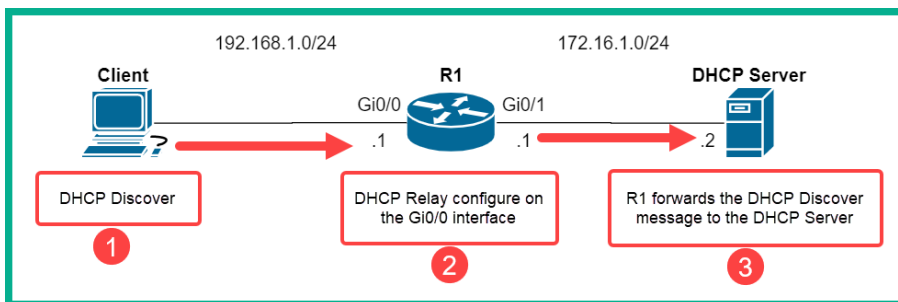 192.168.1.0/24
172.16.1.0/24
Client
R1
DHCP Server
Gi0/0
Gi0/1
.1
.1
.2
?
DHCP Discover
DHCP Relay configure on
the Gi0/0 interface
R1 forwards the DHCP Discover
message to the DHCP Server
1
2
3